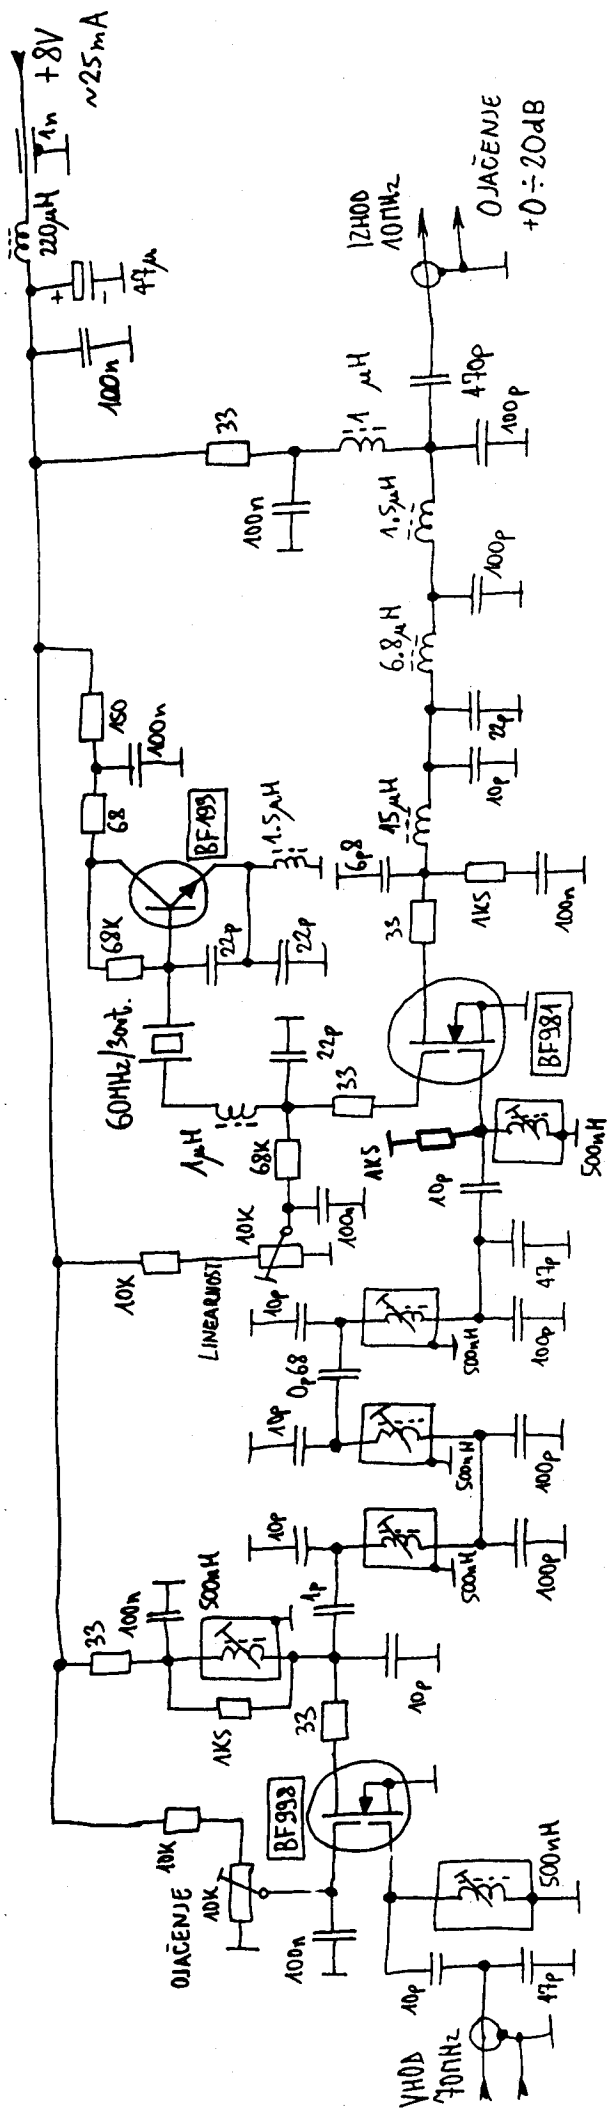 VHOD
70MHz
10p
47p
500nH
100n
OJAČENJE
10K
10K
BF998
33
10p
1K5
33
100n
500nH
1p
10p
500nH
100p
10p
500nH
100p
0p68
10p
500nH
100p
47p
10p
1K5
500nH
10K
LINEARNOST
10K
100n
68K
1µH
22p
33
60MHz/3ovt.
68K
22p
22p
BF199
1.5µH
68
150
100n
BF981
33
1K5
100n
6p8
15µH
10p
22p
6.8µH
100p
1.5µH
100p
100n
33
1µH
470p
IZHOD
10MHz
OJAČENJE
+0÷20dB
100n
47µ
+
-
220µH
1n
+8V
~25mA